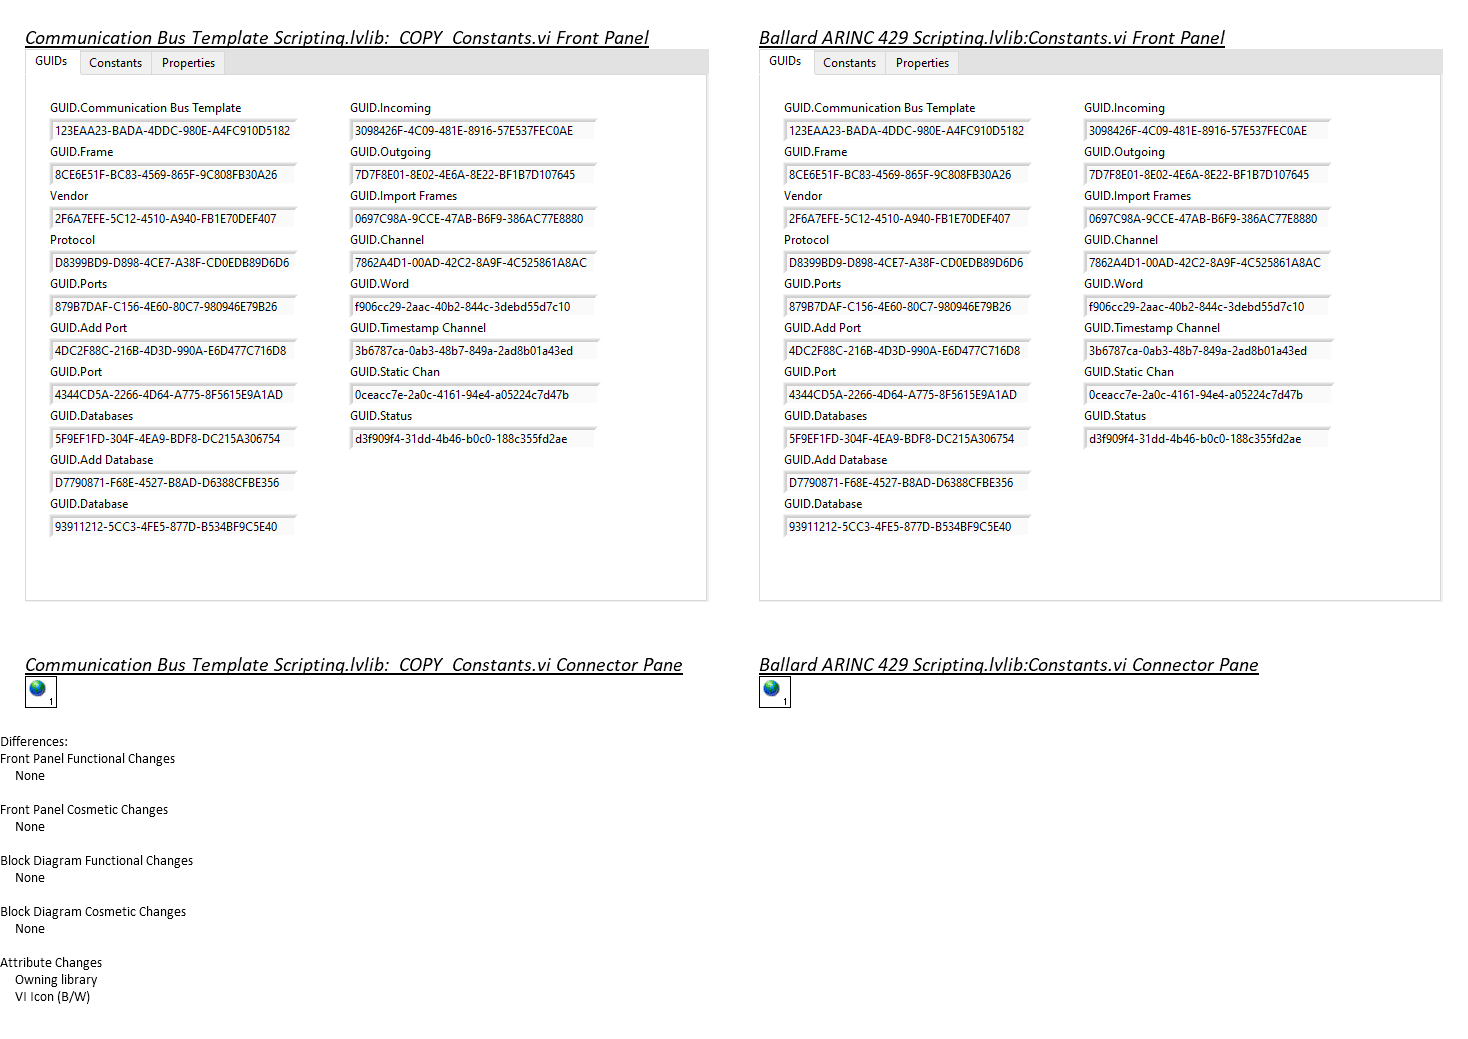 Communication Bus Template Scripting.lvlib:_COPY_Constants.vi Front Panel
GUIDs Constants Properties
GUID.Communication Bus Template
123EAA23-BADA-4DDC-980E-A4FC910D5182
GUID.Frame
8CE6E51F-BC83-4569-865F-9C808FB30A26
Vendor
2F6A7EFE-5C12-4510-A940-FB1E70DEF407
Protocol
D8399BD9-D898-4CE7-A38F-CD0EDB89D6D6
GUID.Ports
879B7DAF-C156-4E60-80C7-980946E79B26
GUID.Add Port
4DC2F88C-216B-4D3D-990A-E6D477C716D8
GUID.Port
4344CD5A-2266-4D64-A775-8F5615E9A1AD
GUID.Databases
5F9EF1FD-304F-4EA9-BDF8-DC215A306754
GUID.Add Database
D7790871-F68E-4527-B8AD-D6388CFBE356
GUID.Database
93911212-5CC3-4FE5-877D-B534BF9C5E40
GUID.Incoming
3098426F-4C09-481E-8916-57E537FEC0AE
GUID.Outgoing
7D7F8E01-8E02-4E6A-8E22-BF1B7D107645
GUID.Import Frames
0697C98A-9CCE-47AB-B6F9-386AC77E8880
GUID.Channel
7862A4D1-00AD-42C2-8A9F-4C525861A8AC
GUID.Word
f906cc29-2aac-40b2-844c-3debd55d7c10
GUID.Timestamp Channel
3b6787ca-0ab3-48b7-849a-2ad8b01a43ed
GUID.Static Chan
0ceacc7e-2a0c-4161-94e4-a05224c7d47b
GUID.Status
d3f909f4-31dd-4b46-b0c0-188c355fd2ae
Ballard ARINC 429 Scripting.lvlib:Constants.vi Front Panel
GUIDs Constants Properties
GUID.Communication Bus Template
123EAA23-BADA-4DDC-980E-A4FC910D5182
GUID.Frame
8CE6E51F-BC83-4569-865F-9C808FB30A26
Vendor
2F6A7EFE-5C12-4510-A940-FB1E70DEF407
Protocol
D8399BD9-D898-4CE7-A38F-CD0EDB89D6D6
GUID.Ports
879B7DAF-C156-4E60-80C7-980946E79B26
GUID.Add Port
4DC2F88C-216B-4D3D-990A-E6D477C716D8
GUID.Port
4344CD5A-2266-4D64-A775-8F5615E9A1AD
GUID.Databases
5F9EF1FD-304F-4EA9-BDF8-DC215A306754
GUID.Add Database
D7790871-F68E-4527-B8AD-D6388CFBE356
GUID.Database
93911212-5CC3-4FE5-877D-B534BF9C5E40
GUID.Incoming
3098426F-4C09-481E-8916-57E537FEC0AE
GUID.Outgoing
7D7F8E01-8E02-4E6A-8E22-BF1B7D107645
GUID.Import Frames
0697C98A-9CCE-47AB-B6F9-386AC77E8880
GUID.Channel
7862A4D1-00AD-42C2-8A9F-4C525861A8AC
GUID.Word
f906cc29-2aac-40b2-844c-3debd55d7c10
GUID.Timestamp Channel
3b6787ca-0ab3-48b7-849a-2ad8b01a43ed
GUID.Static Chan
0ceacc7e-2a0c-4161-94e4-a05224c7d47b
GUID.Status
d3f909f4-31dd-4b46-b0c0-188c355fd2ae
Communication Bus Template Scripting.lvlib:_COPY_Constants.vi Connector Pane
1
Ballard ARINC 429 Scripting.lvlib:Constants.vi Connector Pane
1
Differences:
Front Panel Functional Changes
None
Front Panel Cosmetic Changes
None
Block Diagram Functional Changes
None
Block Diagram Cosmetic Changes
None
Attribute Changes
Owning library
VI Icon (B/W)